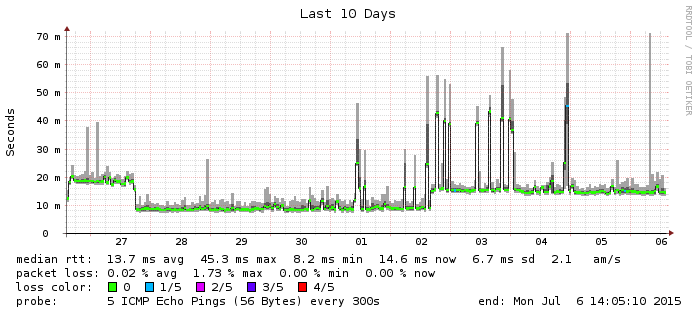 Last 10 Days
RRDTOOL / TOBI OETIKER
Seconds
70 m
60 m
50 m
40 m
30 m
20 m
10 m
0
27 28 29 30 01 02 03 04 05 06
median rtt: 13.7 ms avg 45.3 ms max 8.2 ms min 14.6 ms now 6.7 ms sd 2.1 am/s
packet loss: 0.02 % avg 1.73 % max 0.00 % min 0.00 % now
loss color: 0 1/5 2/5 3/5 4/5
probe: 5 ICMP Echo Pings (56 Bytes) every 300s end: Mon Jul 6 14:05:10 2015